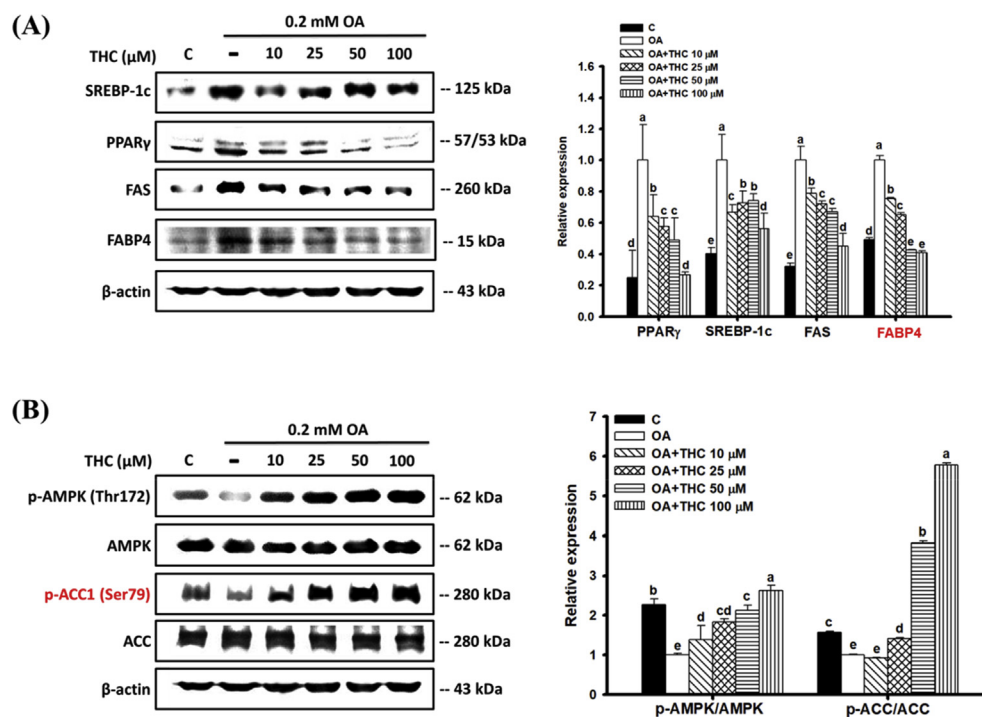 (A)
0.2 mM OA
THC (μM) C – 10 25 50 100
SREBP-1c -- 125 kDa
PPARγ -- 57/53 kDa
FAS -- 260 kDa
FABP4 -- 15 kDa
β-actin -- 43 kDa
C
OA
OA+THC 10 μM
OA+THC 25 μM
OA+THC 50 μM
OA+THC 100 μM
Relative expression
1.6
1.4
1.2
1.0
0.8
0.6
0.4
0.2
0.0
d a b c c d
e a c b b d
e a b c c d
d a b c e e
PPARγ SREBP-1c FAS FABP4
(B)
0.2 mM OA
THC (μM) C – 10 25 50 100
p-AMPK (Thr172) -- 62 kDa
AMPK -- 62 kDa
p-ACC1 (Ser79) -- 280 kDa
ACC -- 280 kDa
β-actin -- 43 kDa
C
OA
OA+THC 10 μM
OA+THC 25 μM
OA+THC 50 μM
OA+THC 100 μM
Relative expression
7
6
5
4
3
2
1
0
b e d cd c a
c e e d b a
p-AMPK/AMPK p-ACC/ACC